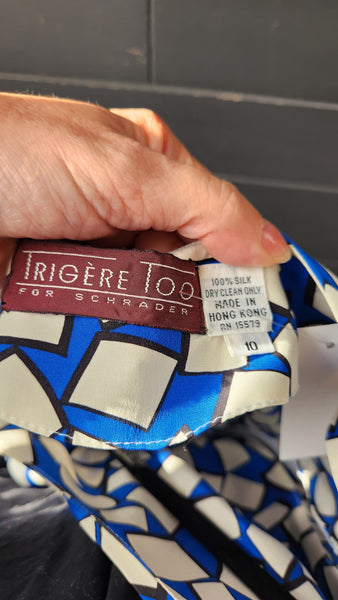 TRIGÈRE TOO
FOR SCHRADER
100% SILK
DRY CLEAN ONLY
MADE IN
HONG KONG
RN 15579
10